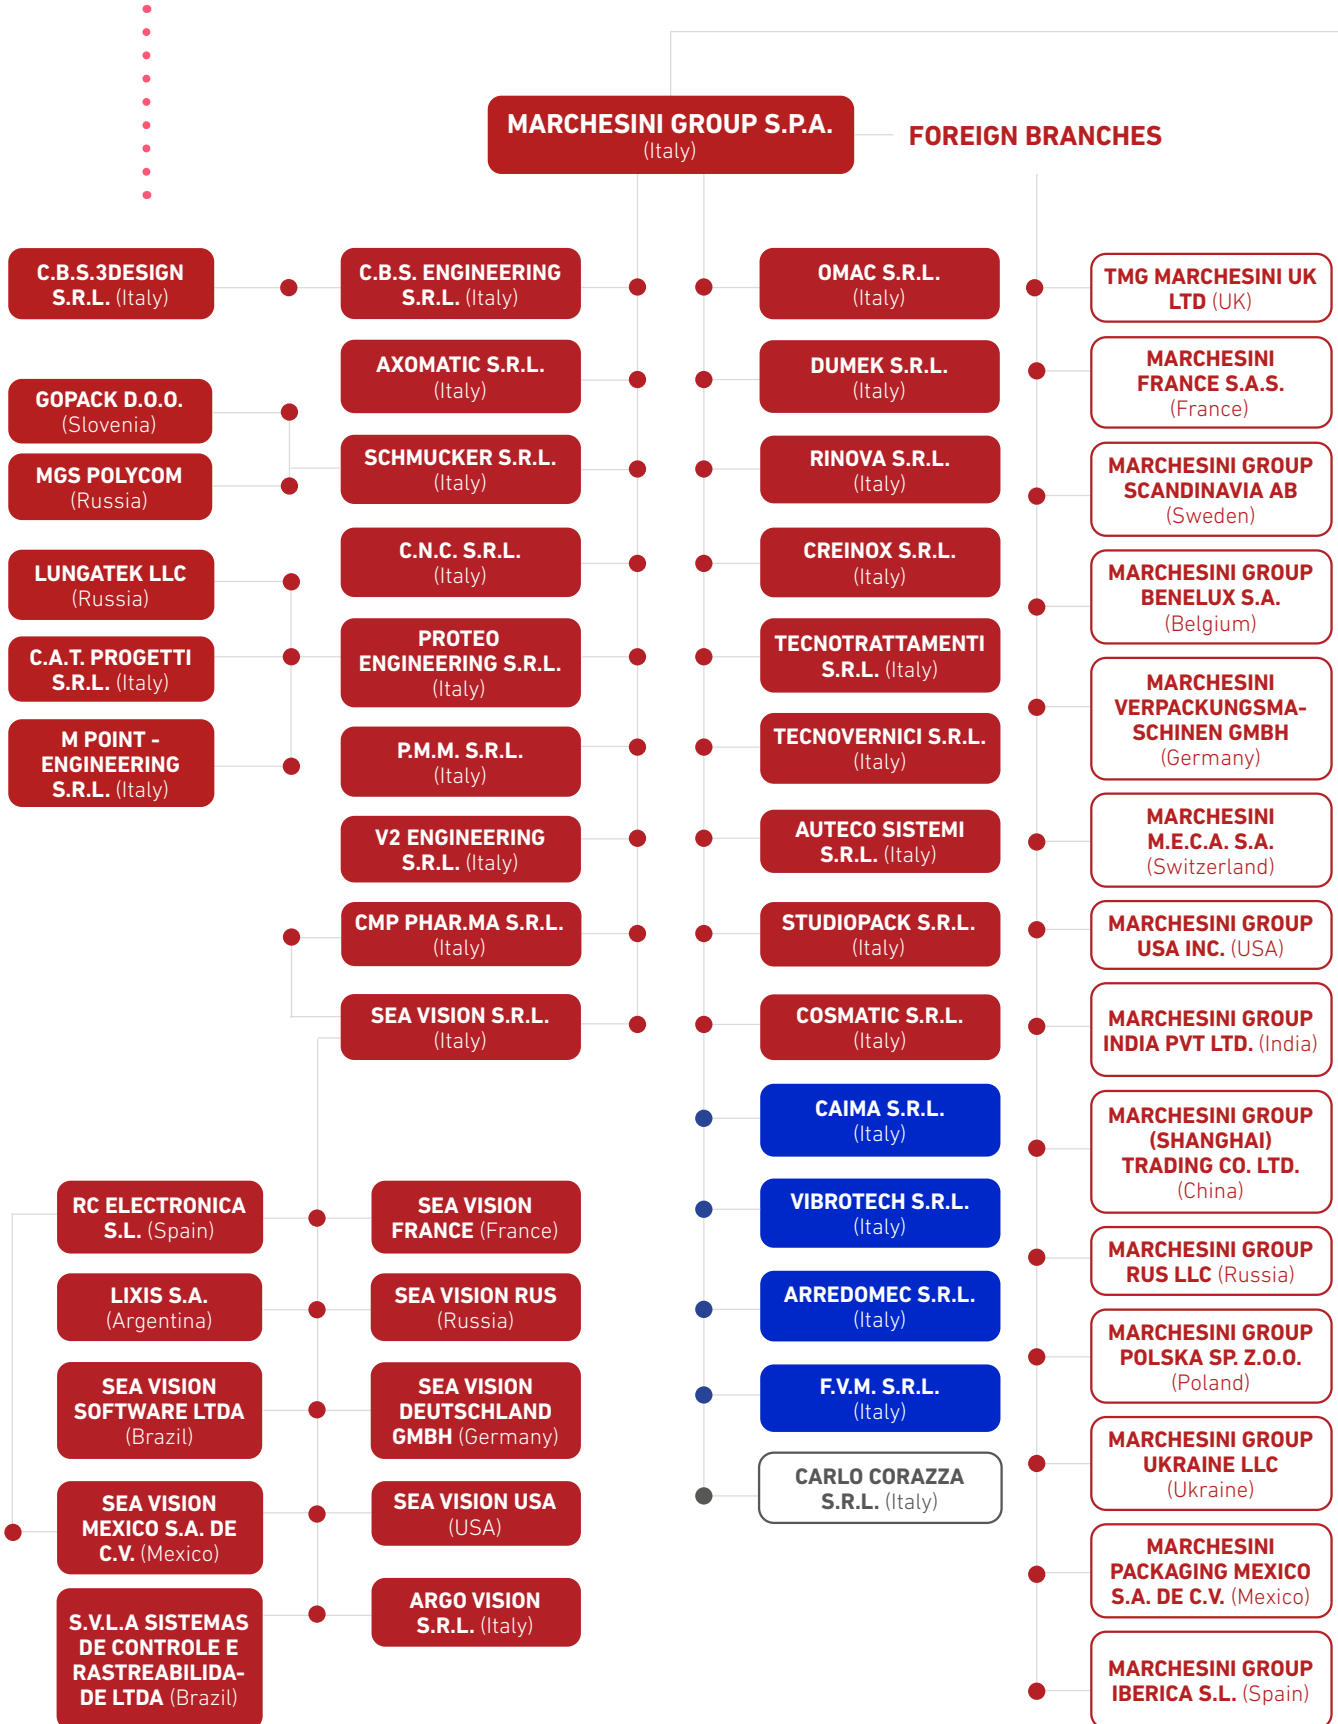 MARCHESINI GROUP S.P.A.
(Italy)
FOREIGN BRANCHES
C.B.S.3DESIGN
S.R.L. (Italy)
GOPACK D.O.O.
(Slovenia)
MGS POLYCOM
(Russia)
LUNGATEK LLC
(Russia)
C.A.T. PROGETTI
S.R.L. (Italy)
M POINT -
ENGINEERING
S.R.L. (Italy)
C.B.S. ENGINEERING
S.R.L. (Italy)
AXOMATIC S.R.L.
(Italy)
SCHMUCKER S.R.L.
(Italy)
C.N.C. S.R.L.
(Italy)
PROTEO
ENGINEERING S.R.L.
(Italy)
P.M.M. S.R.L.
(Italy)
V2 ENGINEERING
S.R.L. (Italy)
CMP PHAR.MA S.R.L.
(Italy)
SEA VISION S.R.L.
(Italy)
RC ELECTRONICA
S.L. (Spain)
LIXIS S.A.
(Argentina)
SEA VISION
SOFTWARE LTDA
(Brazil)
SEA VISION
MEXICO S.A. DE
C.V. (Mexico)
S.V.L.A SISTEMAS
DE CONTROLE E
RASTREABILIDA-
DE LTDA (Brazil)
SEA VISION
FRANCE (France)
SEA VISION RUS
(Russia)
SEA VISION
DEUTSCHLAND
GMBH (Germany)
SEA VISION USA
(USA)
ARGO VISION
S.R.L. (Italy)
OMAC S.R.L.
(Italy)
DUMEK S.R.L.
(Italy)
RINOVA S.R.L.
(Italy)
CREINOX S.R.L.
(Italy)
TECNOTRATTAMENTI
S.R.L. (Italy)
TECNOVERNICI S.R.L.
(Italy)
AUTECO SISTEMI
S.R.L. (Italy)
STUDIOPACK S.R.L.
(Italy)
COSMATIC S.R.L.
(Italy)
CAIMA S.R.L.
(Italy)
VIBROTECH S.R.L.
(Italy)
ARREDOMEC S.R.L.
(Italy)
F.V.M. S.R.L.
(Italy)
CARLO CORAZZA
S.R.L. (Italy)
TMG MARCHESINI UK
LTD (UK)
MARCHESINI
FRANCE S.A.S.
(France)
MARCHESINI GROUP
SCANDINAVIA AB
(Sweden)
MARCHESINI GROUP
BENELUX S.A.
(Belgium)
MARCHESINI
VERPACKUNGSMA-
SCHINEN GMBH
(Germany)
MARCHESINI
M.E.C.A. S.A.
(Switzerland)
MARCHESINI GROUP
USA INC. (USA)
MARCHESINI GROUP
INDIA PVT LTD. (India)
MARCHESINI GROUP
(SHANGHAI)
TRADING CO. LTD.
(China)
MARCHESINI GROUP
RUS LLC (Russia)
MARCHESINI GROUP
POLSKA SP. Z.O.O.
(Poland)
MARCHESINI GROUP
UKRAINE LLC
(Ukraine)
MARCHESINI
PACKAGING MEXICO
S.A. DE C.V. (Mexico)
MARCHESINI GROUP
IBERICA S.L. (Spain)